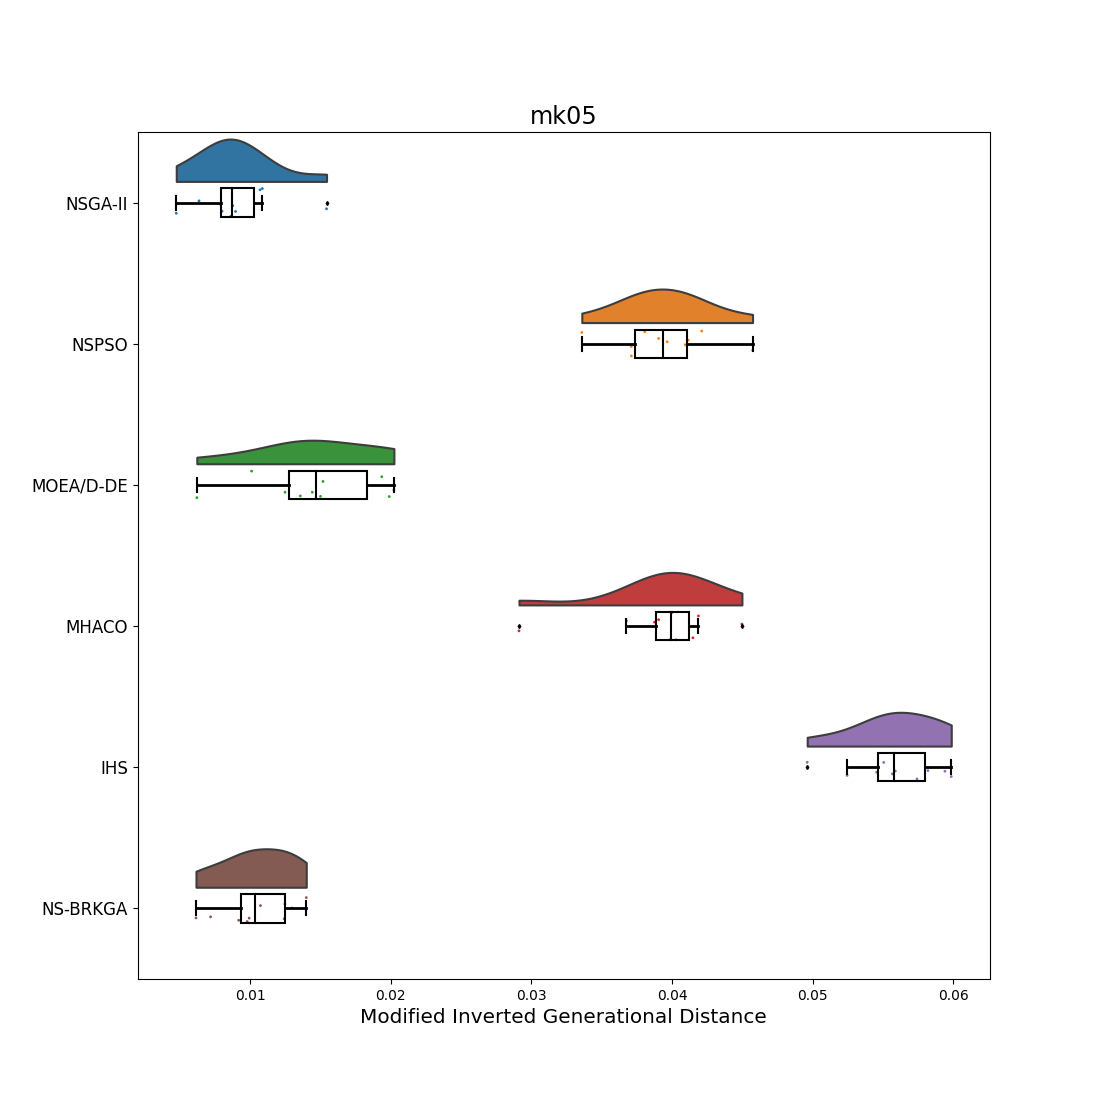 mk05
NSGA-II
NSPSO
MOEA/D-DE
MHACO
IHS
NS-BRKGA
0.01 0.02 0.03 0.04 0.05 0.06
Modified Inverted Generational Distance